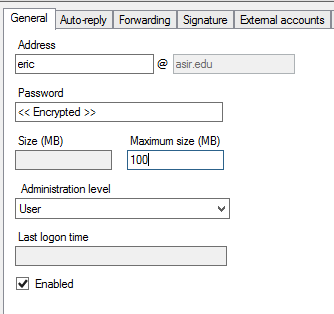 General Auto-reply Forwarding Signature External accounts
Address
eric @ asir.edu
Password
<< Encrypted >>
Size (MB) Maximum size (MB)
100
Administration level
User
Last logon time
Enabled